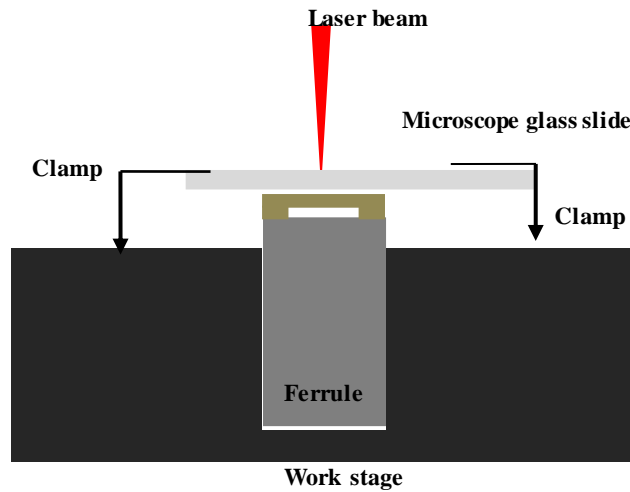 Laser beam
Microscope glass slide
Clamp
Clamp
Ferrule
Work stage